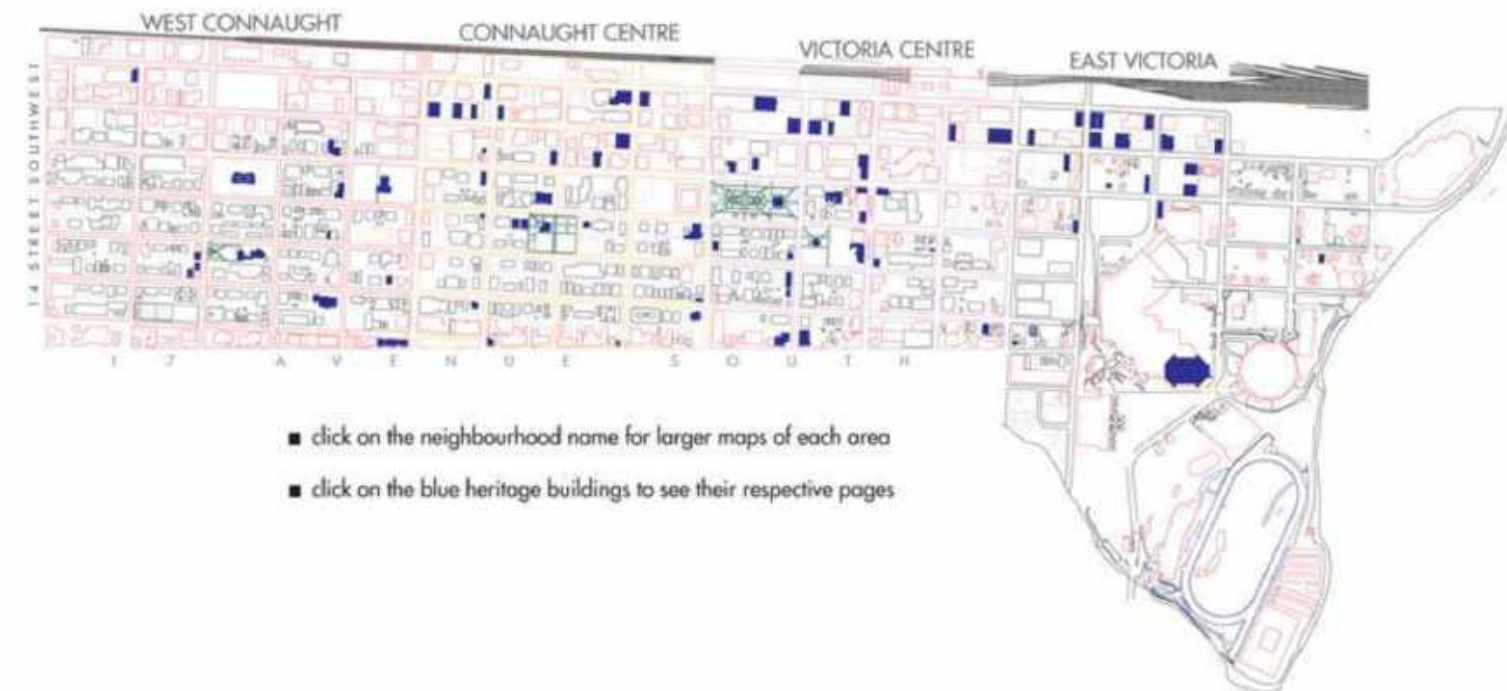 WEST CONNAUGHT
CONNAUGHT CENTRE
VICTORIA CENTRE
EAST VICTORIA
14 STREET SOUTHWEST
17 AVENUE SOUTH
■ click on the neighbourhood name for larger maps of each area
■ click on the blue heritage buildings to see their respective pages